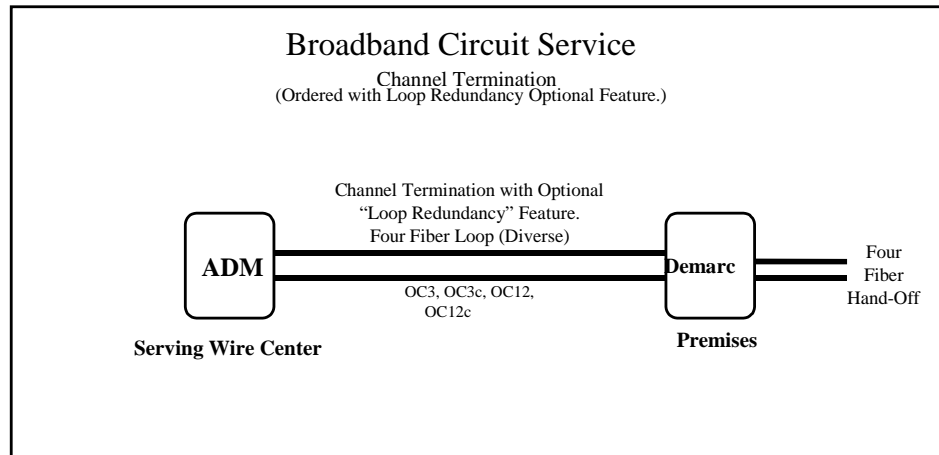 Broadband Circuit Service
Channel Termination
(Ordered with Loop Redundancy Optional Feature.)
Channel Termination with Optional
“Loop Redundancy” Feature.
Four Fiber Loop (Diverse)
ADM
Demarc
Four
Fiber
Hand-Off
OC3, OC3c, OC12,
OC12c
Serving Wire Center
Premises